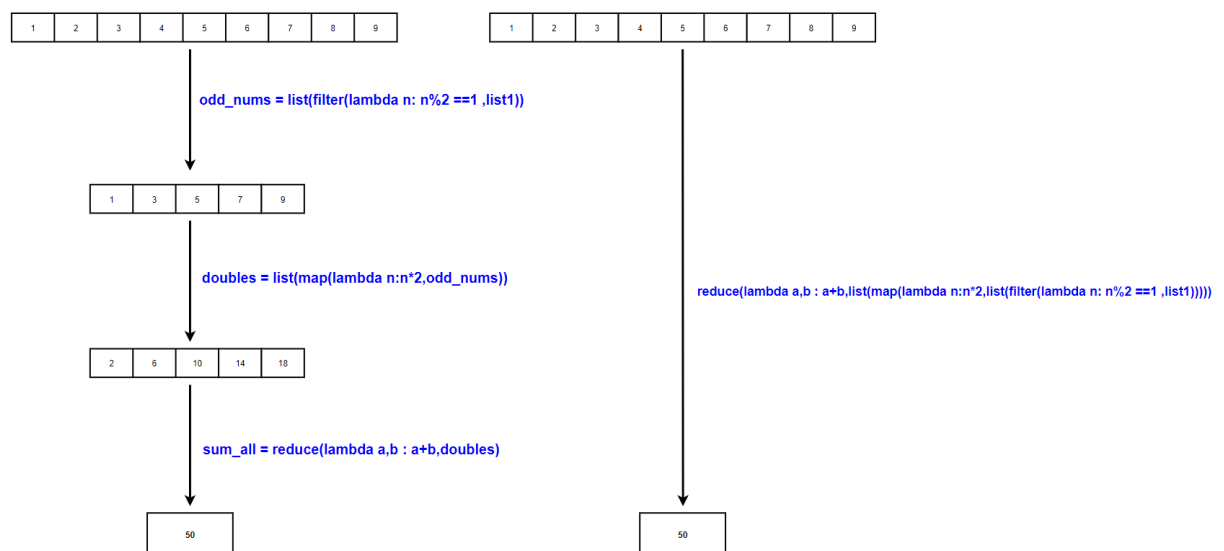 1 2 3 4 5 6 7 8 9
odd_nums = list(filter(lambda n: n%2 ==1 ,list1))
1 3 5 7 9
doubles = list(map(lambda n:n*2,odd_nums))
2 6 10 14 18
sum_all = reduce(lambda a,b : a+b,doubles)
50
1 2 3 4 5 6 7 8 9
reduce(lambda a,b : a+b,list(map(lambda n:n*2,list(filter(lambda n: n%2 ==1 ,list1)))))
50